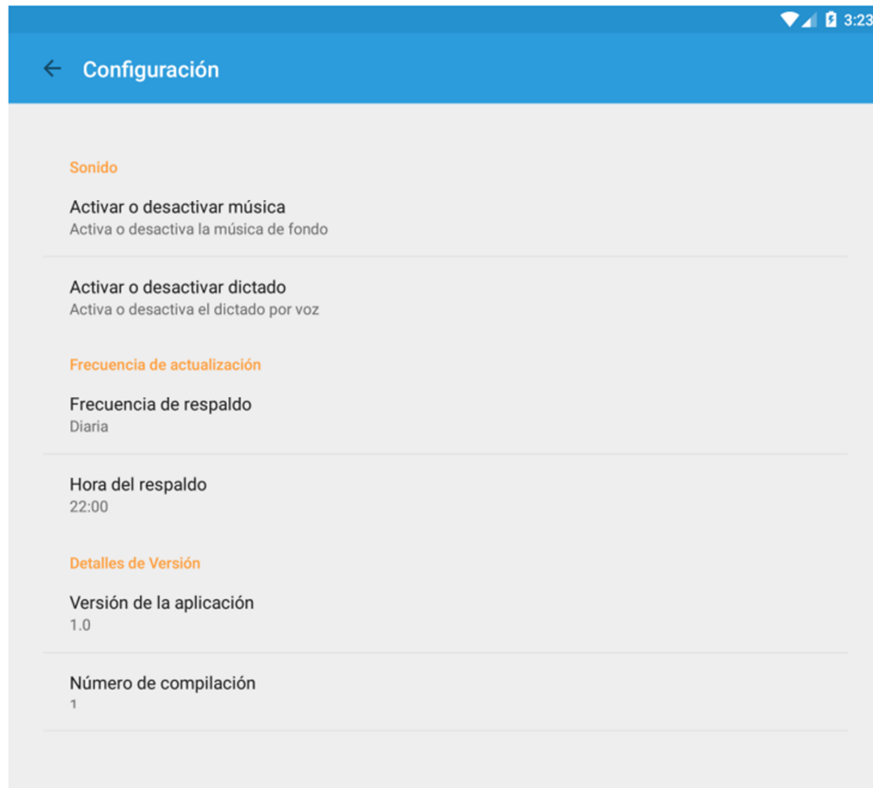 3:23
Configuración
Sonido
Activar o desactivar música
Activa o desactiva la música de fondo
Activar o desactivar dictado
Activa o desactiva el dictado por voz
Frecuencia de actualización
Frecuencia de respaldo
Diaria
Hora del respaldo
22:00
Detalles de Versión
Versión de la aplicación
1.0
Número de compilación
1